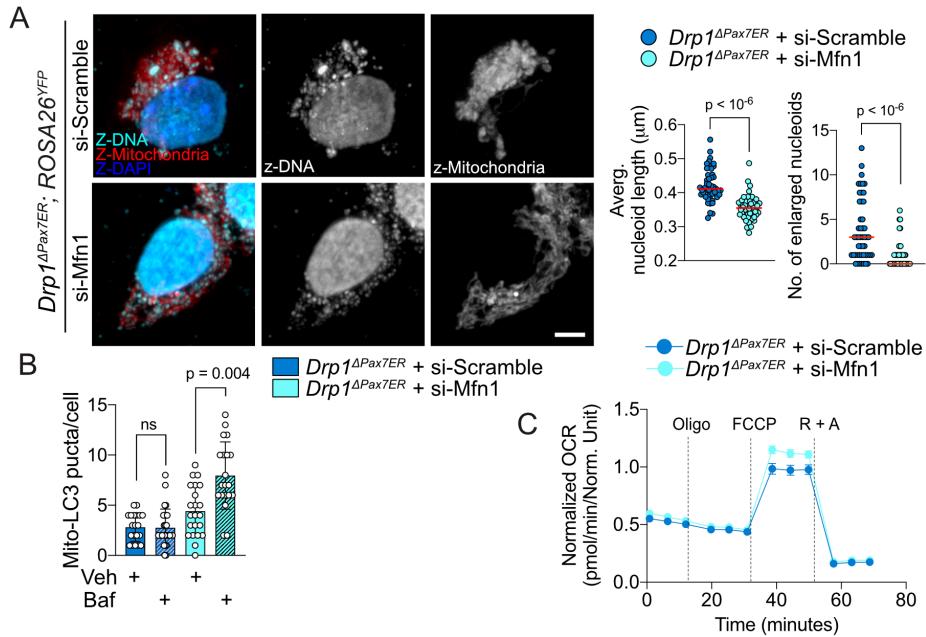 A
Drp1ΔPax7ER; ROSA26YFP
si-Scramble
Z-DNA
Z-Mitochondria
Z-DAPI
z-DNA
z-Mitochondria
si-Mfn1
Drp1ΔPax7ER + si-Scramble
Drp1ΔPax7ER + si-Mfn1
p < 10-6
Averg.
nucleoid length (μm)
0.6
0.5
0.4
0.3
0.2
p < 10-6
No. of enlarged nucleoids
15
10
5
0
B
Drp1ΔPax7ER + si-Scramble
Drp1ΔPax7ER + si-Mfn1
p = 0.004
ns
Mito-LC3 pucta/cell
15
10
5
0
Veh + +
Baf + +
C
Drp1ΔPax7ER + si-Scramble
Drp1ΔPax7ER + si-Mfn1
Oligo FCCP R + A
Normalized OCR
(pmol/min/Norm. Unit)
1.5
1.0
0.5
0.0
0 20 40 60 80
Time (minutes)